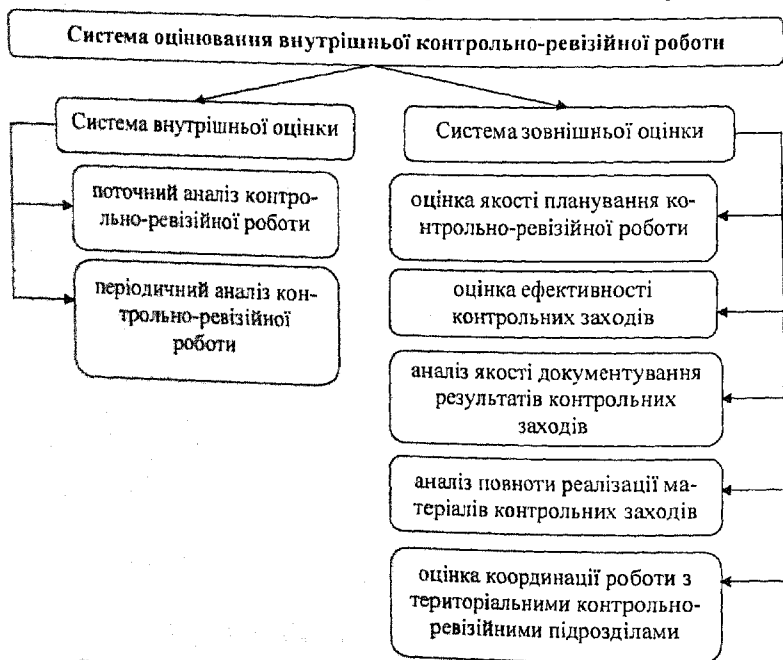 Система оцінювання внутрішньої контрольно-ревізійної роботи
Система внутрішньої оцінки
поточний аналіз контро-
льно-ревізійної роботи
періодичний аналіз кон-
трольно-ревізійної
роботи
Система зовнішньої оцінки
оцінка якості планування ко-
нтрольно-ревізійної роботи
оцінка ефективності
контрольних заходів
аналіз якості документування
результатів контрольних
заходів
аналіз повноти реалізації ма-
теріалів контрольних заходів
оцінка координації роботи з
територіальними контрольно-
ревізійними підрозділами